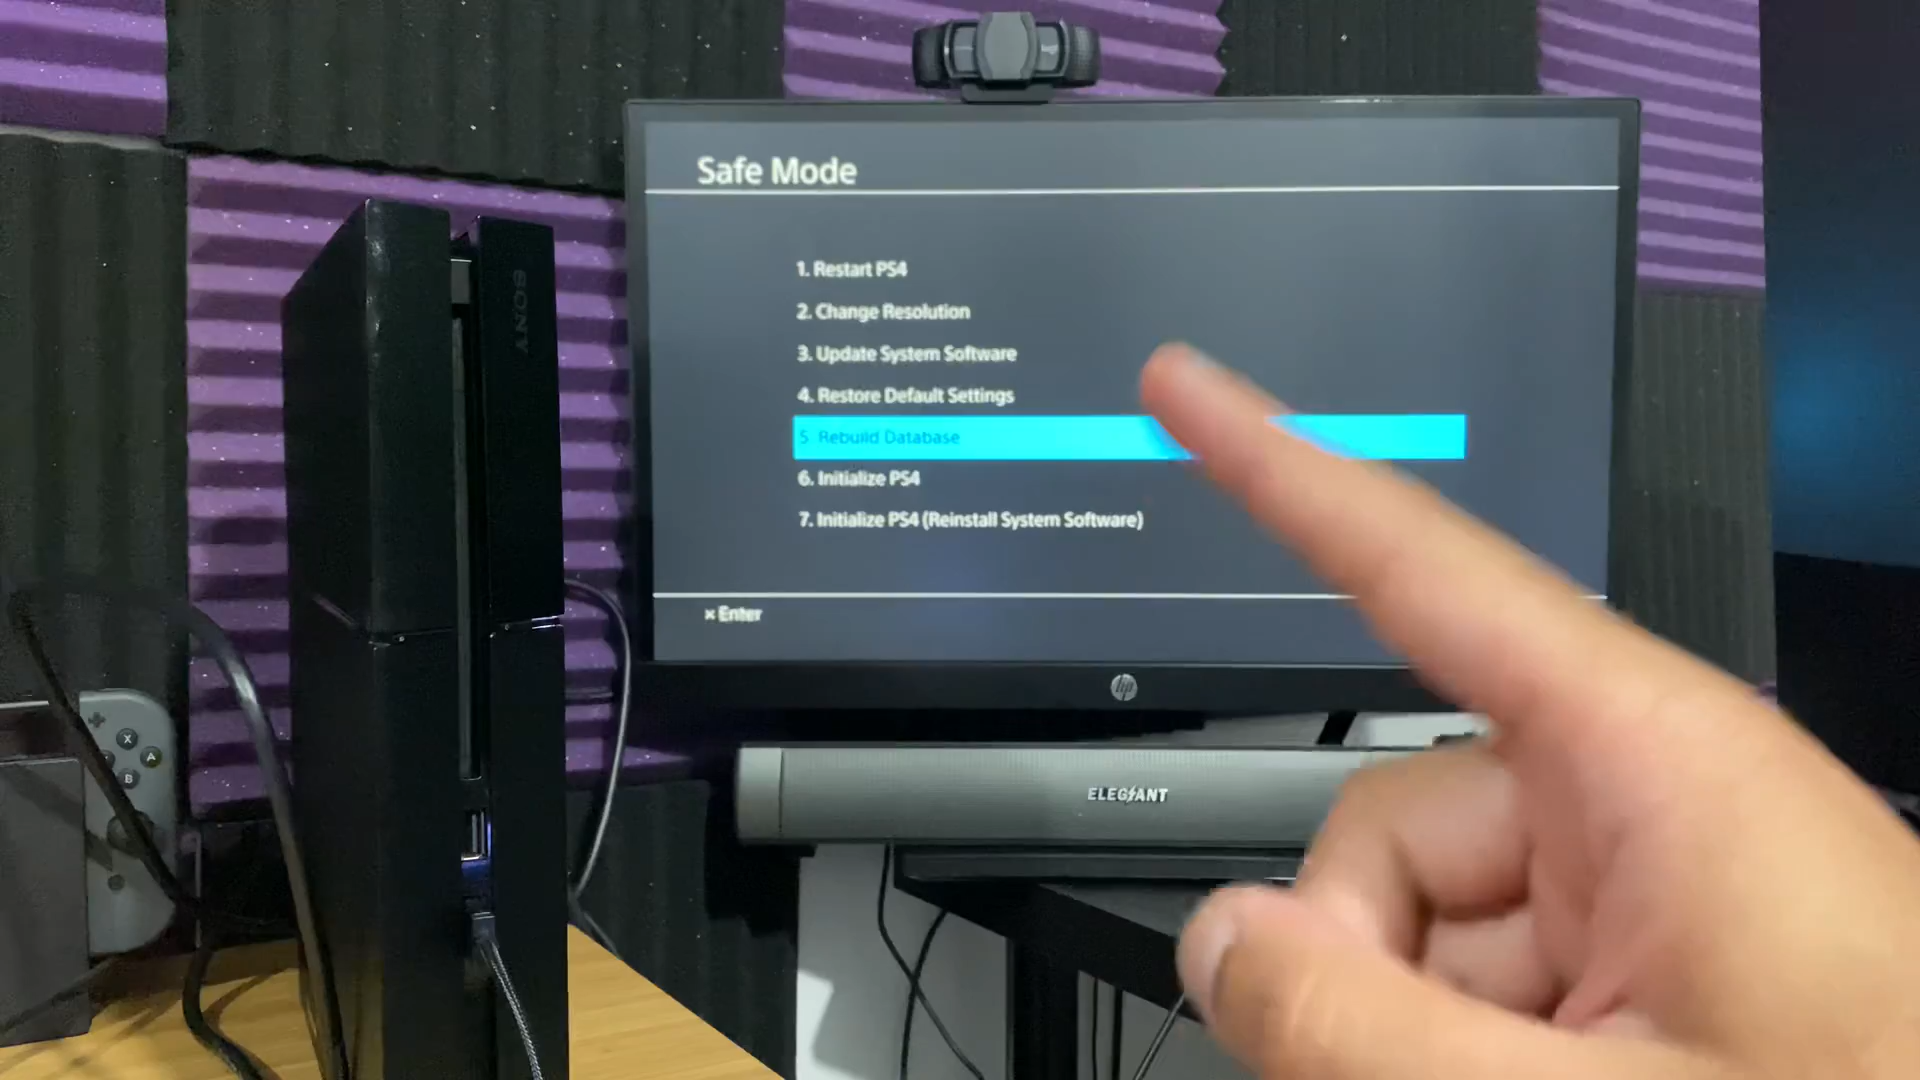 Safe Mode
1. Restart PS4
2. Change Resolution
3. Update System Software
4. Restore Default Settings
5 Rebuild Database
6. Initialize PS4
7. Initialize PS4 (Reinstall System Software)
× Enter
SONY
hp
X
A
B
ELEGIANT